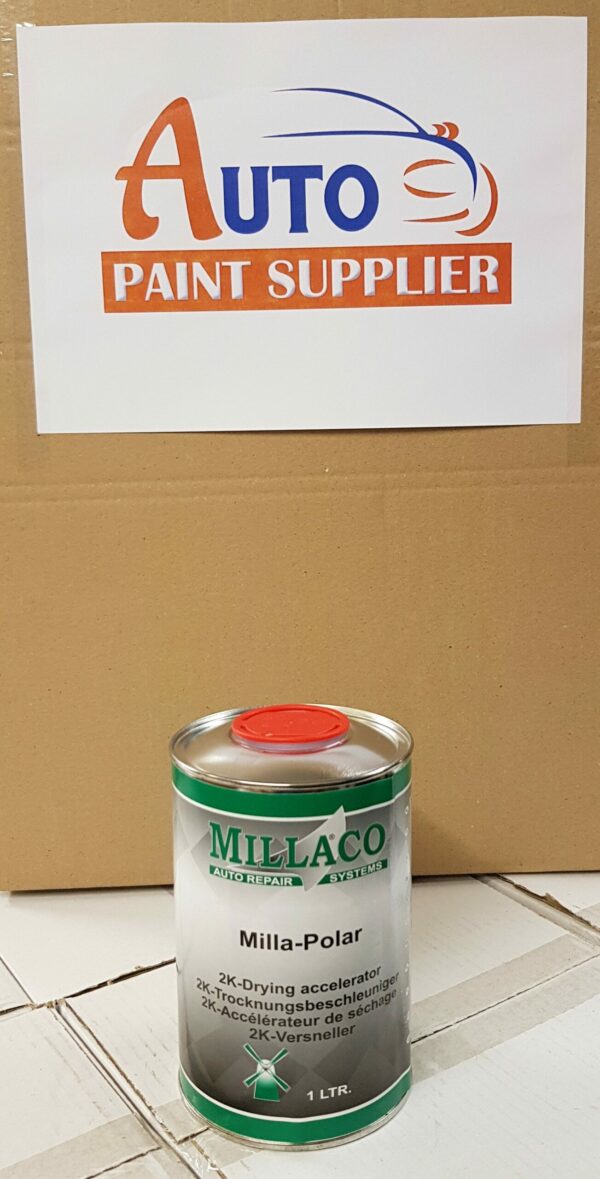 AUTO
PAINT SUPPLIER
MILLACO®
AUTO REPAIR SYSTEMS
Milla-Polar
2K-Drying accelerator
2K-Trocknungsbeschleuniger
2K-Accélérateur de séchage
2K-Versneller
1 LTR.